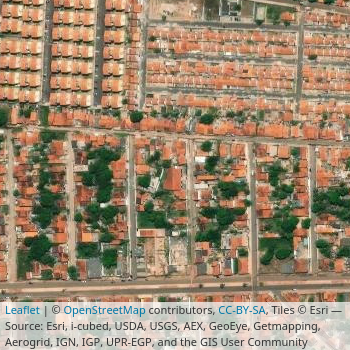 Leaflet | © OpenStreetMap contributors, CC-BY-SA, Tiles © Esri —
Source: Esri, i-cubed, USDA, USGS, AEX, GeoEye, Getmapping,
Aerogrid, IGN, IGP, UPR-EGP, and the GIS User Community